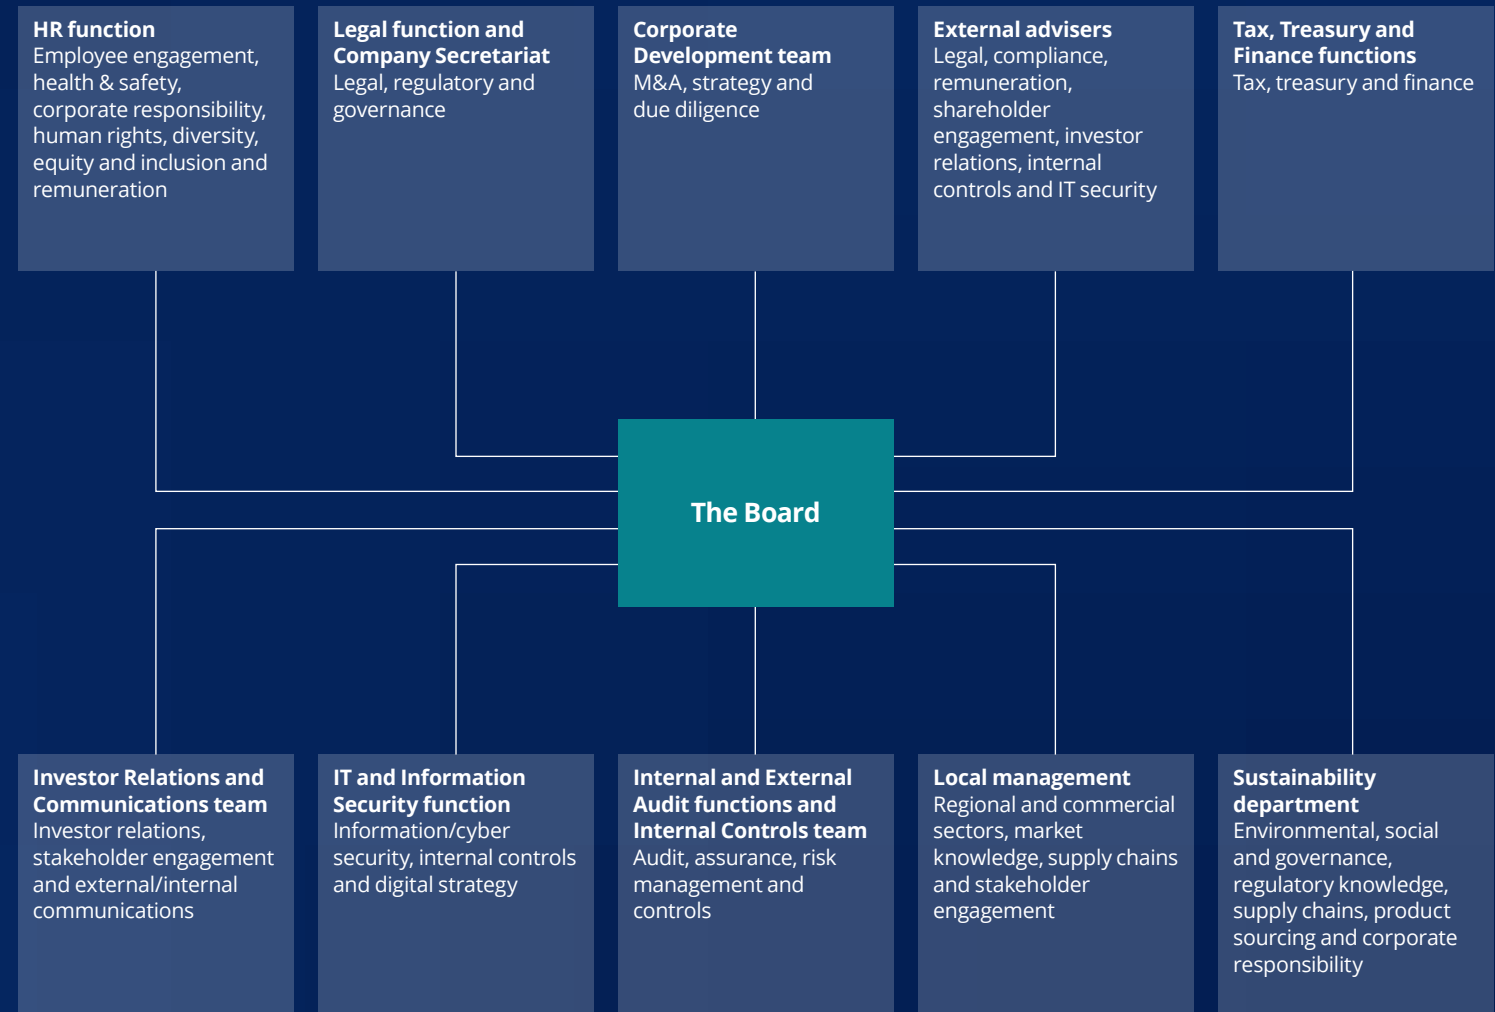 HR function
Employee engagement,
health & safety,
corporate responsibility,
human rights, diversity,
equity and inclusion and
remuneration
Legal function and
Company Secretariat
Legal, regulatory and
governance
Corporate
Development team
M&A, strategy and
due diligence
External advisers
Legal, compliance,
remuneration,
shareholder
engagement, investor
relations, internal
controls and IT security
Tax, Treasury and
Finance functions
Tax, treasury and finance
The Board
Investor Relations and
Communications team
Investor relations,
stakeholder engagement
and external/internal
communications
IT and Information
Security function
Information/cyber
security, internal controls
and digital strategy
Internal and External
Audit functions and
Internal Controls team
Audit, assurance, risk
management and
controls
Local management
Regional and commercial
sectors, market
knowledge, supply chains
and stakeholder
engagement
Sustainability
department
Environmental, social
and governance,
regulatory knowledge,
supply chains, product
sourcing and corporate
responsibility